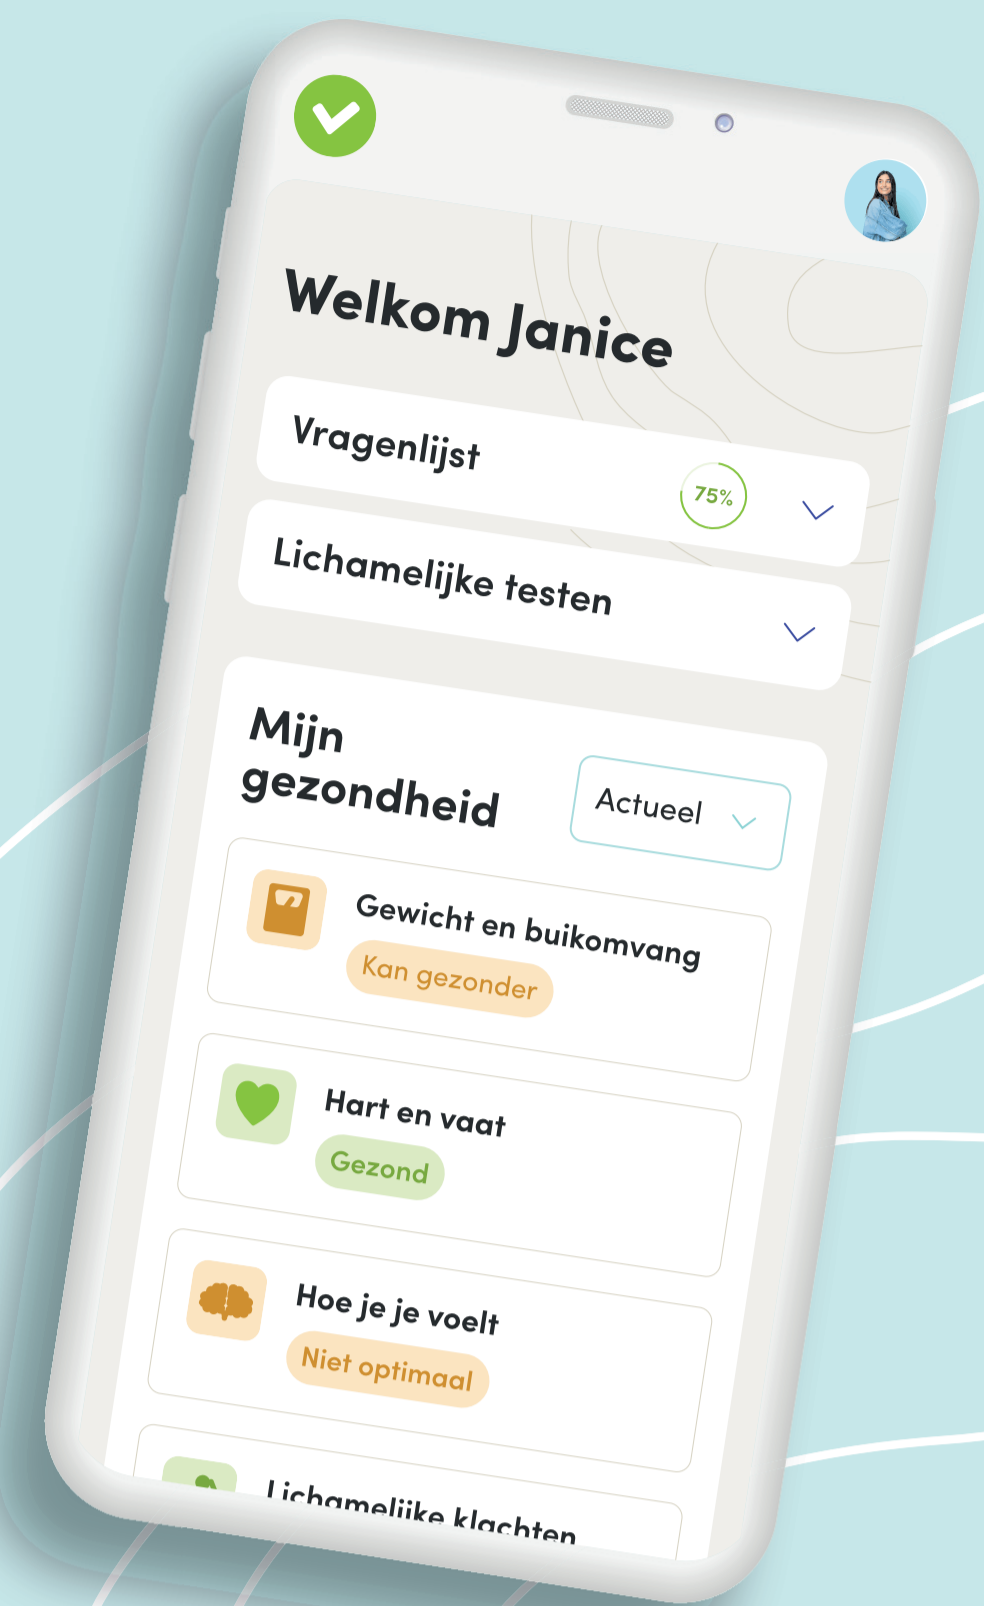 Welkom Janice
Vragenlijst
75%
Lichamelijke testen
Mijn
gezondheid
Actueel
Gewicht en buikomvang
Kan gezonder
Hart en vaat
Gezond
Hoe je je voelt
Niet optimaal
Lichamelijke klachten